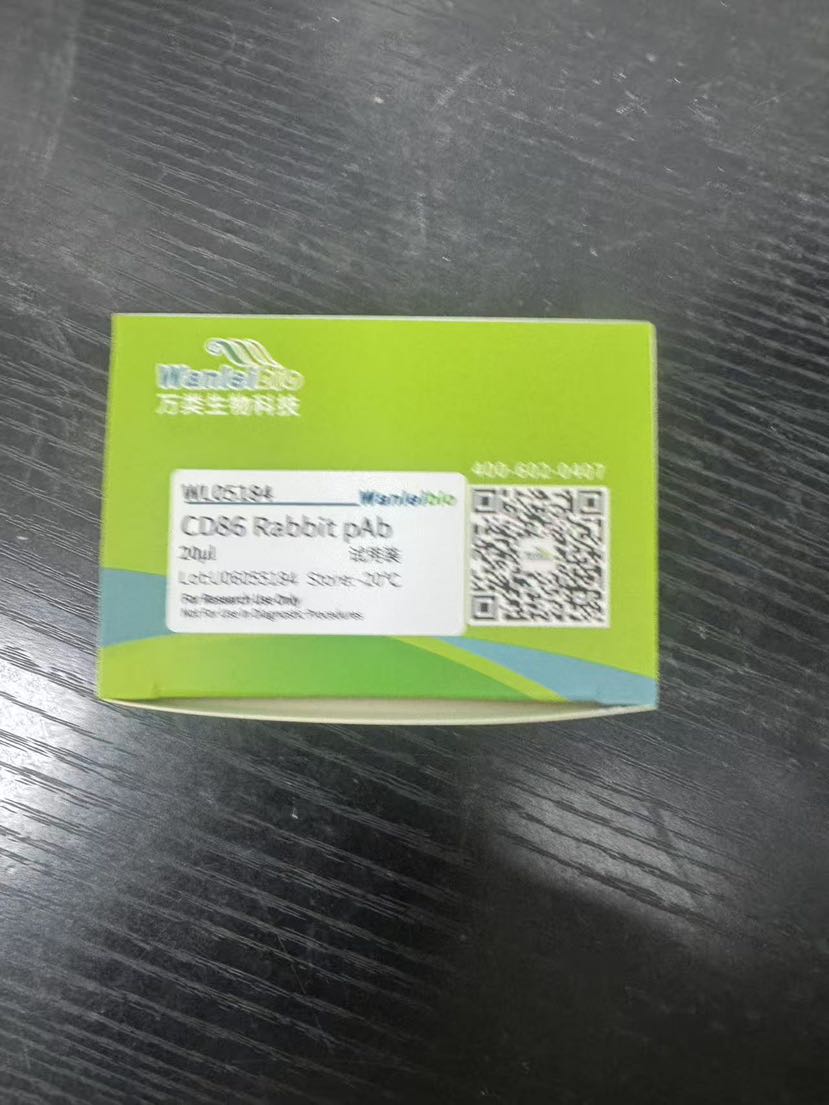 Wanleibio
万类生物科技
400-602-0407
WL05184 Wanleibio
CD86 Rabbit pAb
20μl 试用装
Store: -20°C
For Research Use Only
Not For Use in Diagnostic Procedures